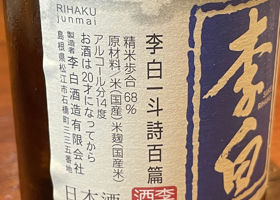 RIHAKU
junmai
李白一斗詩百篇
精米歩合 68%
原材料/米(国産)米麹(国産米)
アルコール分14度
お酒は20才になってから
製造者 李白酒造有限会社
島根県松江市石橋町三三五番地
日本酒
李白